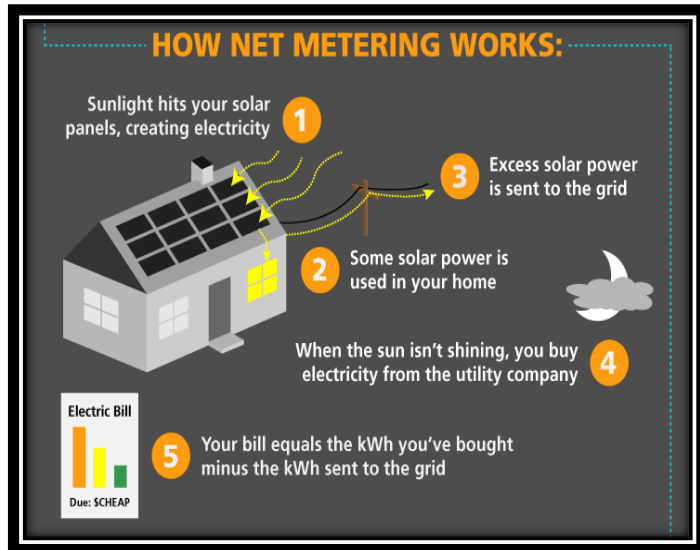 HOW NET METERING WORKS:
Sunlight hits your solar
panels, creating electricity
1
3
Excess solar power
is sent to the grid
2
Some solar power is
used in your home
When the sun isn't shining, you buy
electricity from the utility company
4
Electric Bill
Due: $CHEAP
5
Your bill equals the kWh you've bought
minus the kWh sent to the grid